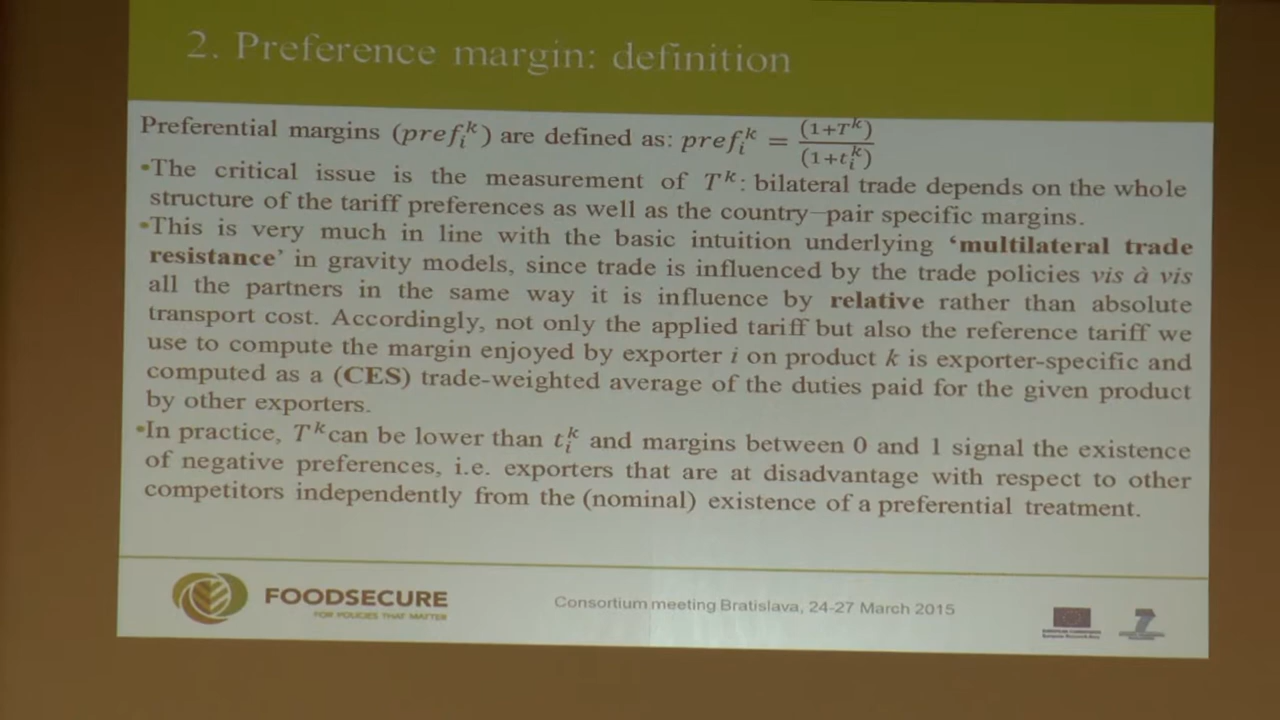 2. Preference margin: definition
Preferential margins (pref_i^k) are defined as: pref_i^k = (1+T^k)/(1+t_i^k)
•The critical issue is the measurement of T^k: bilateral trade depends on the whole
structure of the tariff preferences as well as the country–pair specific margins.
•This is very much in line with the basic intuition underlying ‘multilateral trade
resistance’ in gravity models, since trade is influenced by the trade policies vis à vis
all the partners in the same way it is influence by relative rather than absolute
transport cost. Accordingly, not only the applied tariff but also the reference tariff we
use to compute the margin enjoyed by exporter i on product k is exporter-specific and
computed as a (CES) trade-weighted average of the duties paid for the given product
by other exporters.
•In practice, T^k can be lower than t_i^k and margins between 0 and 1 signal the existence
of negative preferences, i.e. exporters that are at disadvantage with respect to other
competitors independently from the (nominal) existence of a preferential treatment.
FOODSECURE
FOR POLICIES THAT MATTER
Consortium meeting Bratislava, 24-27 March 2015
EUROPEAN COMMISSION
European Research Area